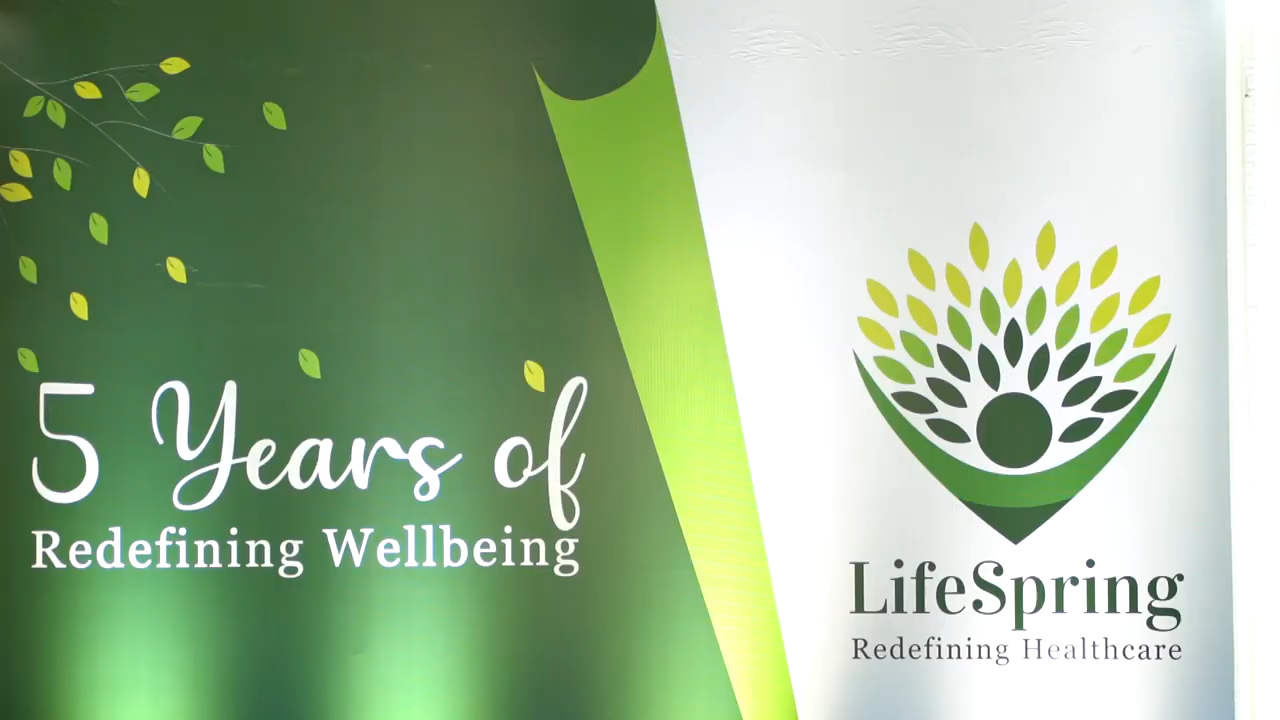 5 Years of
Redefining Wellbeing
LifeSpring
Redefining Healthcare